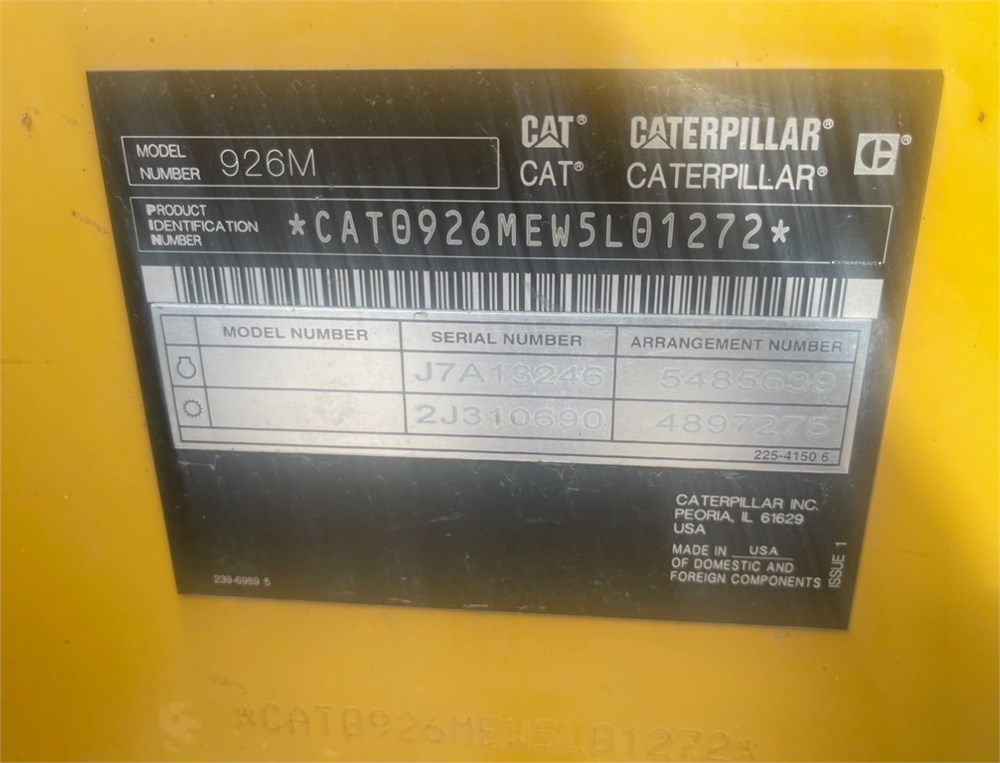 CAT® CATERPILLAR®
MODEL NUMBER 926M
CAT® CATERPILLAR®
PRODUCT IDENTIFICATION NUMBER *CAT0926MEW5L01272*
MODEL NUMBER SERIAL NUMBER ARRANGEMENT NUMBER
J7A13246 5485639
2J310690 4897275
225-4150 6
CATERPILLAR INC.
PEORIA, IL 61629
USA
MADE IN USA
OF DOMESTIC AND
FOREIGN COMPONENTS
ISSUE 1
239-6989 5
*CAT0926MEW5L01272*